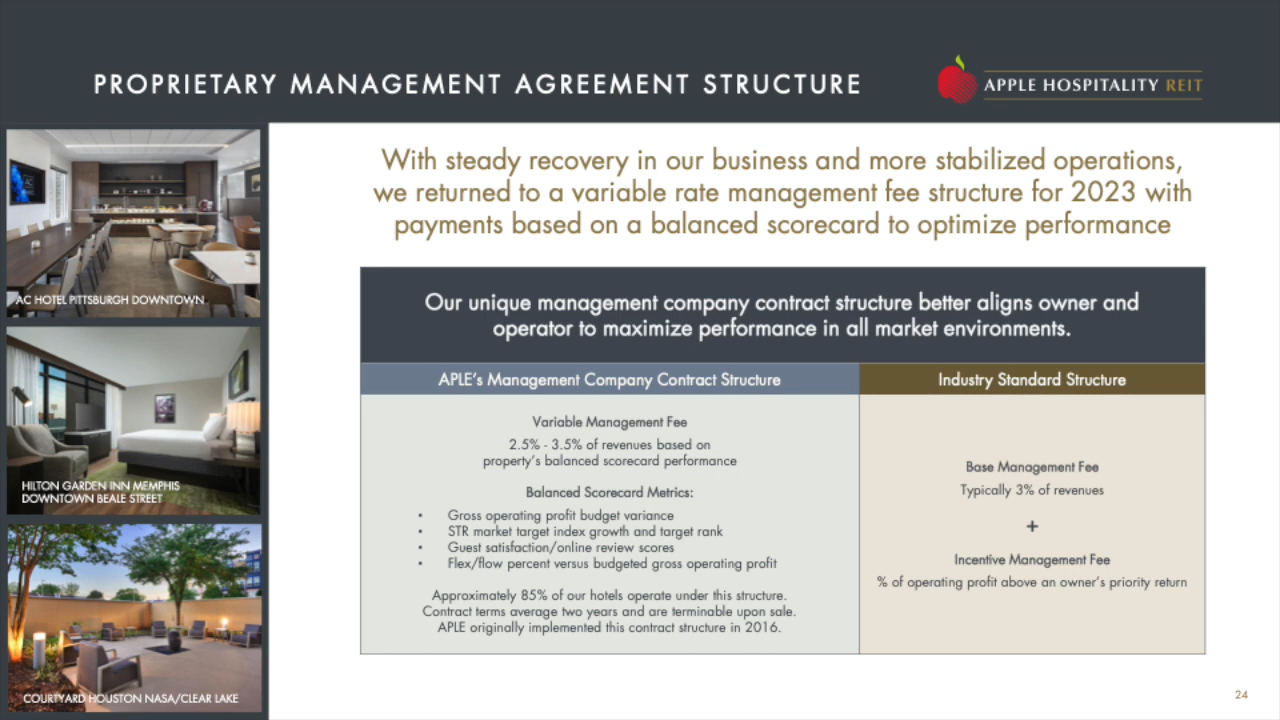 PROPRIETARY MANAGEMENT AGREEMENT STRUCTURE
APPLE HOSPITALITY REIT
AC HOTEL PITTSBURGH DOWNTOWN
HILTON GARDEN INN MEMPHIS
DOWNTOWN BEALE STREET
COURTYARD HOUSTON NASA/CLEAR LAKE
With steady recovery in our business and more stabilized operations,
we returned to a variable rate management fee structure for 2023 with
payments based on a balanced scorecard to optimize performance
Our unique management company contract structure better aligns owner and
operator to maximize performance in all market environments.
APLE's Management Company Contract Structure
Variable Management Fee
2.5% - 3.5% of revenues based on
property's balanced scorecard performance
Balanced Scorecard Metrics:
• Gross operating profit budget variance
• STR market target index growth and target rank
• Guest satisfaction/online review scores
• Flex/flow percent versus budgeted gross operating profit
Approximately 85% of our hotels operate under this structure.
Contract terms average two years and are terminable upon sale.
APLE originally implemented this contract structure in 2016.
Industry Standard Structure
Base Management Fee
Typically 3% of revenues
+
Incentive Management Fee
% of operating profit above an owner's priority return
24